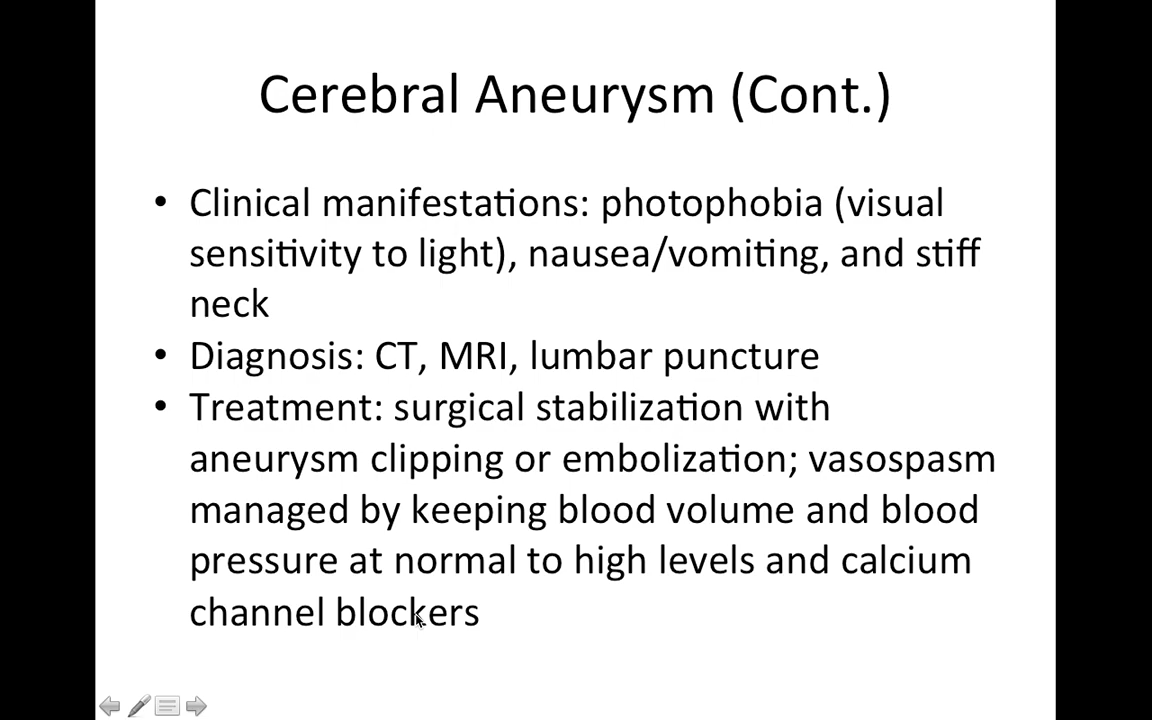 Cerebral Aneurysm (Cont.)
• Clinical manifestations: photophobia (visual
sensitivity to light), nausea/vomiting, and stiff
neck
• Diagnosis: CT, MRI, lumbar puncture
• Treatment: surgical stabilization with
aneurysm clipping or embolization; vasospasm
managed by keeping blood volume and blood
pressure at normal to high levels and calcium
channel blockers